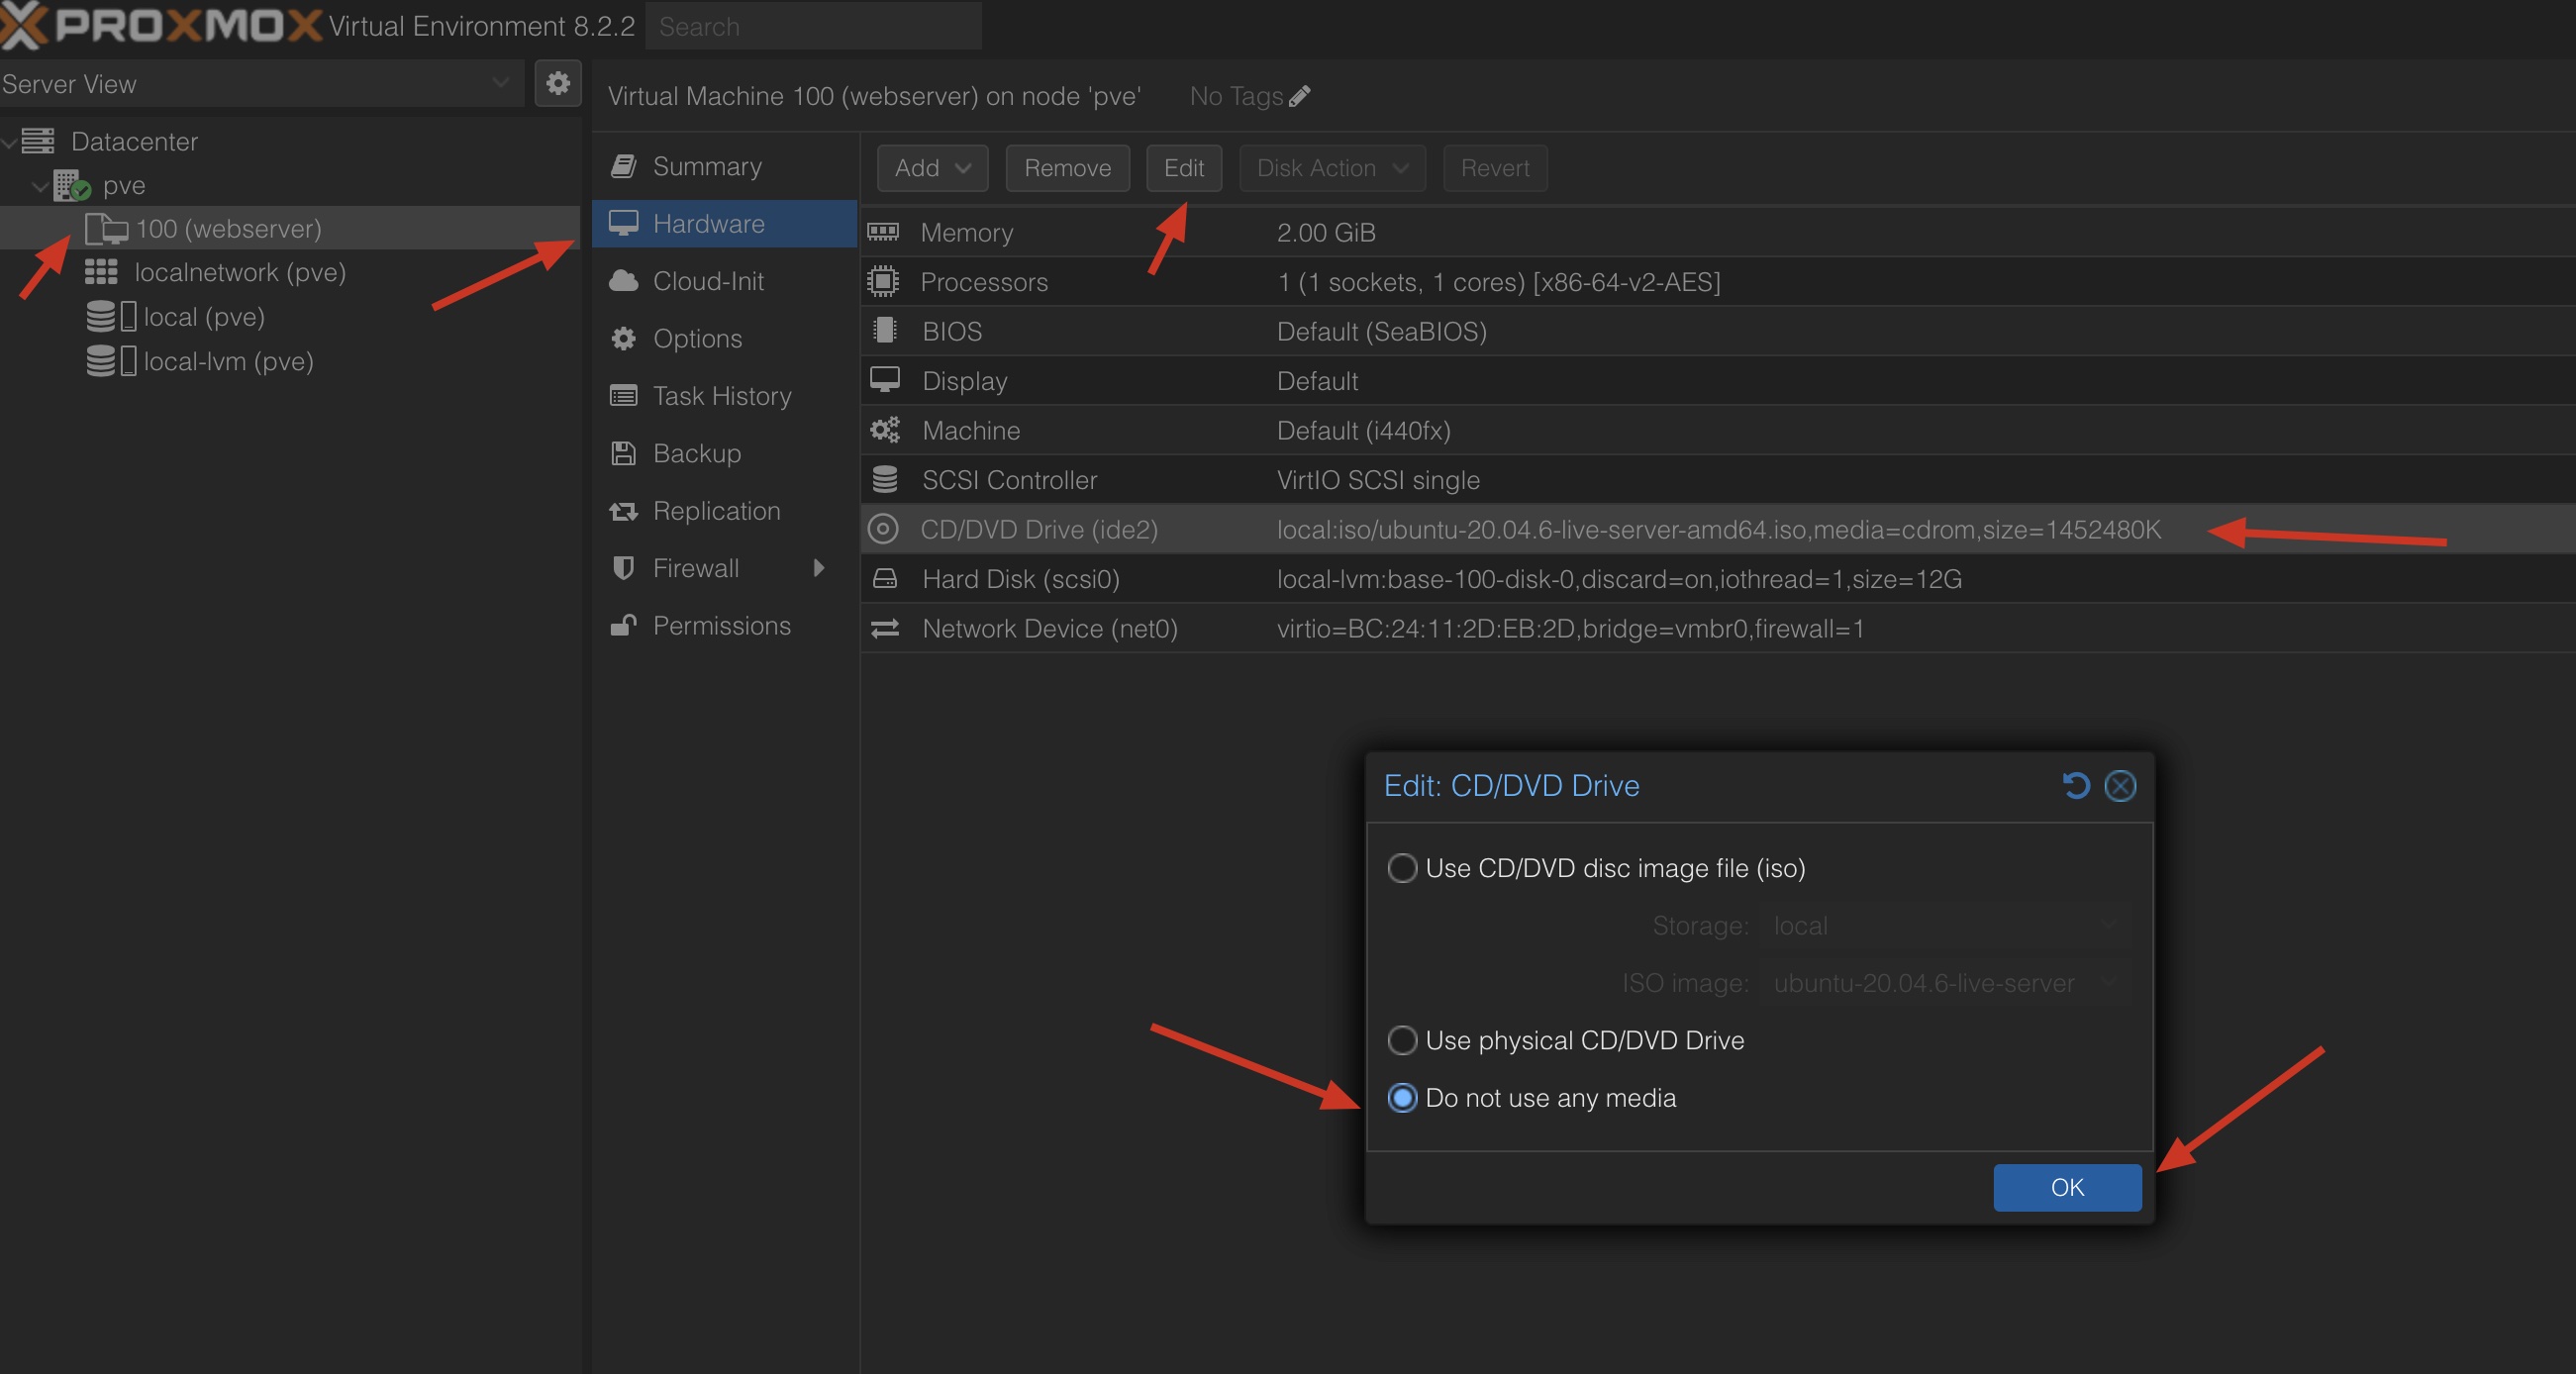 PROXMOX Virtual Environment 8.2.2 Search
Server View
Datacenter
pve
100 (webserver)
localnetwork (pve)
local (pve)
local-lvm (pve)
Virtual Machine 100 (webserver) on node 'pve' No Tags
Summary
Hardware
Cloud-Init
Options
Task History
Backup
Replication
Firewall
Permissions
Add Remove Edit Disk Action Revert
Memory 2.00 GiB
Processors 1 (1 sockets, 1 cores) [x86-64-v2-AES]
BIOS Default (SeaBIOS)
Display Default
Machine Default (i440fx)
SCSI Controller VirtIO SCSI single
CD/DVD Drive (ide2) local:iso/ubuntu-20.04.6-live-server-amd64.iso,media=cdrom,size=1452480K
Hard Disk (scsi0) local-lvm:base-100-disk-0,discard=on,iothread=1,size=12G
Network Device (net0) virtio=BC:24:11:2D:EB:2D,bridge=vmbr0,firewall=1
Edit: CD/DVD Drive
Use CD/DVD disc image file (iso)
Storage: local
ISO image: ubuntu-20.04.6-live-server
Use physical CD/DVD Drive
Do not use any media
OK